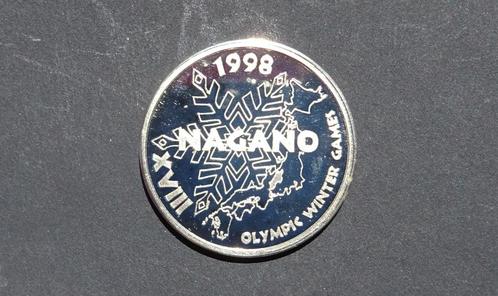 1998
NAGANO
XVIII
OLYMPIC WINTER GAMES